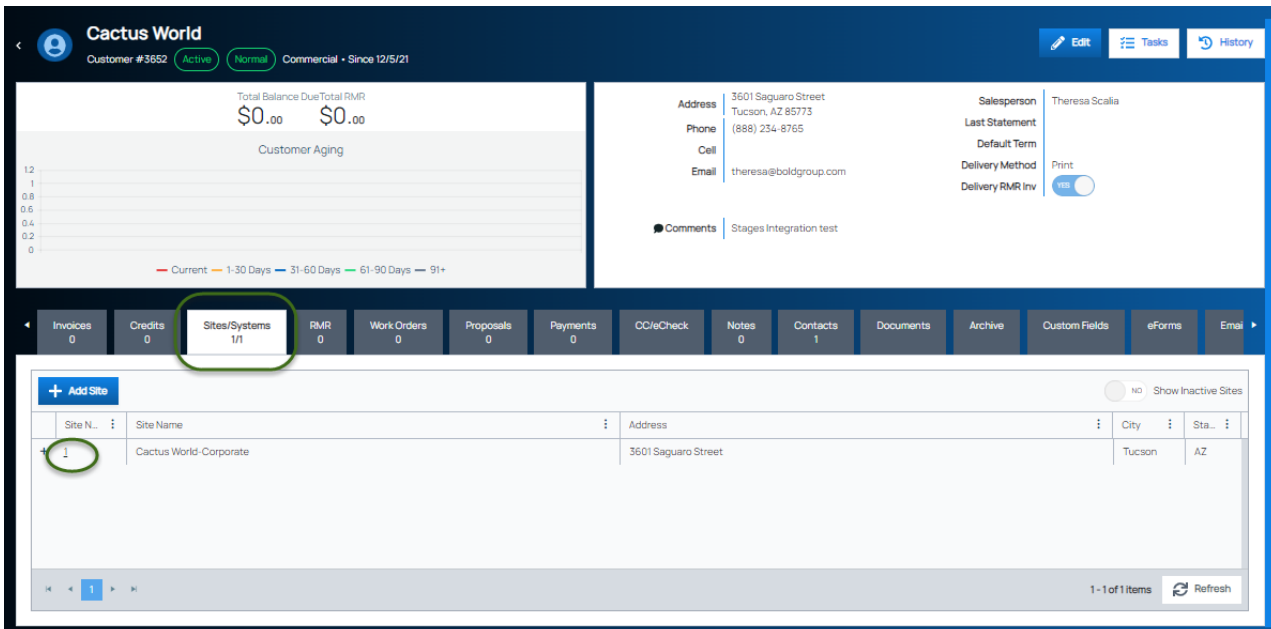 Cactus World
Customer #3652 Active Normal Commercial • Since 12/5/21
Edit Tasks History
Total Balance Due Total RMR
$0.00 $0.00
Customer Aging
1.2
1
0.8
0.6
0.4
0.2
0
Current 1-30 Days 31-60 Days 61-90 Days 91+
Address 3601 Saguaro Street
Tucson, AZ 85773
Phone (888) 234-8765
Cell
Email theresa@boldgroup.com
Comments Stages Integration test
Salesperson Theresa Scalia
Last Statement
Default Term
Delivery Method Print
Delivery RMR Inv YES
Invoices 0
Credits 0
Sites/Systems 1/1
RMR 0
Work Orders 0
Proposals 0
Payments 0
CC/eCheck
Notes 0
Contacts 1
Documents
Archive
Custom Fields
eForms
Emai
+ Add Site
NO Show Inactive Sites
Site N... Site Name Address City Sta...
+ 1 Cactus World-Corporate 3601 Saguaro Street Tucson AZ
1
1 - 1 of 1 items Refresh